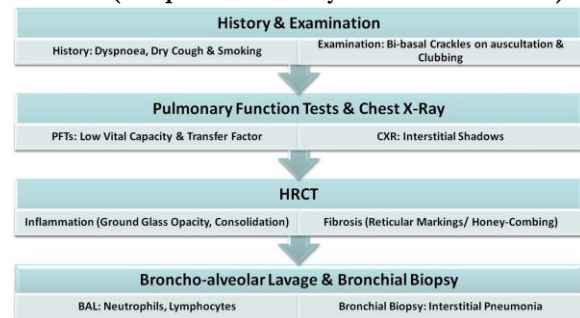 History & Examination
History: Dyspnoea, Dry Cough & Smoking
Examination: Bi-basal Crackles on auscultation &
Clubbing
Pulmonary Function Tests & Chest X-Ray
PFTs: Low Vital Capacity & Transfer Factor
CXR: Interstitial Shadows
HRCT
Inflammation (Ground Glass Opacity, Consolidation)
Fibrosis (Reticular Markings/ Honey-Combing)
Broncho-alveolar Lavage & Bronchial Biopsy
BAL: Neutrophils, Lymphocytes
Bronchial Biopsy: Interstitial Pneumonia